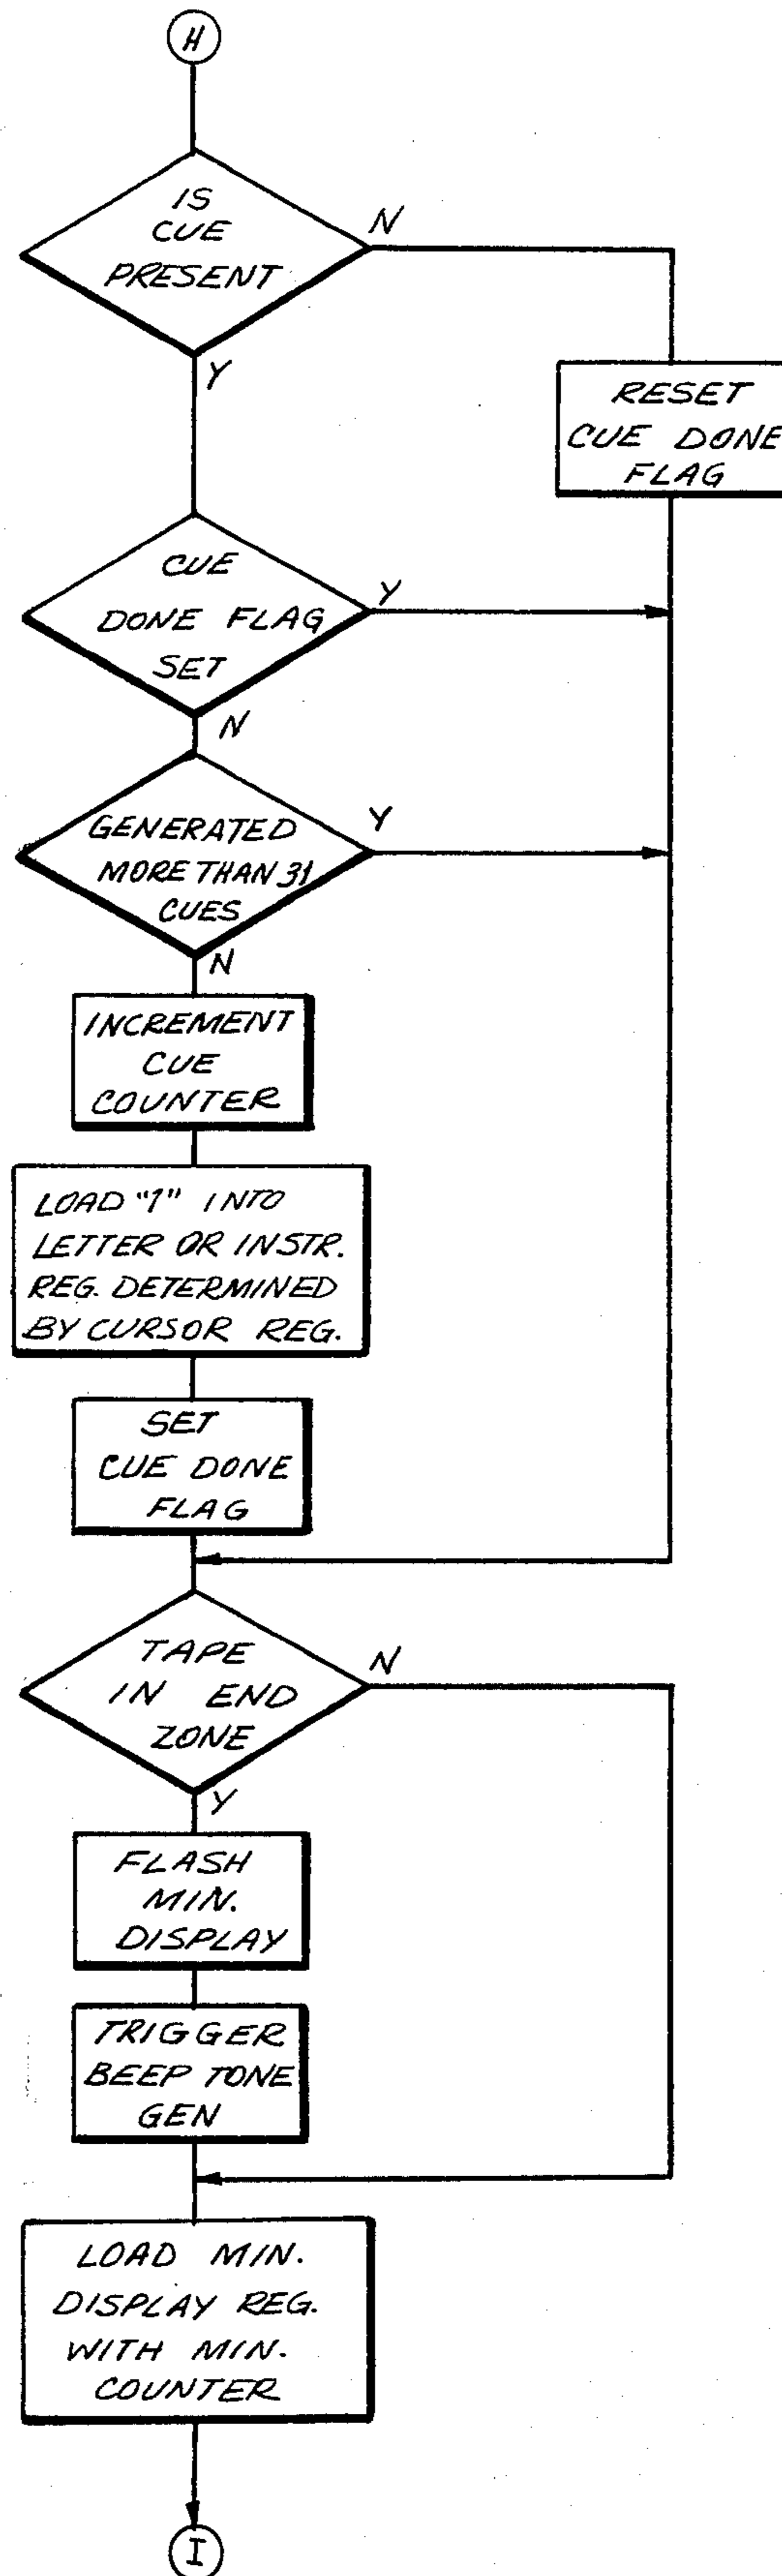 H
IS
CUE
PRESENT
N
Y
RESET
CUE DONE
FLAG
CUE
DONE FLAG
SET
Y
N
GENERATED
MORE THAN 31
CUES
Y
N
INCREMENT
CUE
COUNTER
LOAD "1" INTO
LETTER OR INSTR.
REG. DETERMINED
BY CURSOR REG.
SET
CUE DONE
FLAG
TAPE
IN END
ZONE
N
Y
FLASH
MIN.
DISPLAY
TRIGGER
BEEP TONE
GEN
LOAD MIN.
DISPLAY REG.
WITH MIN.
COUNTER
I